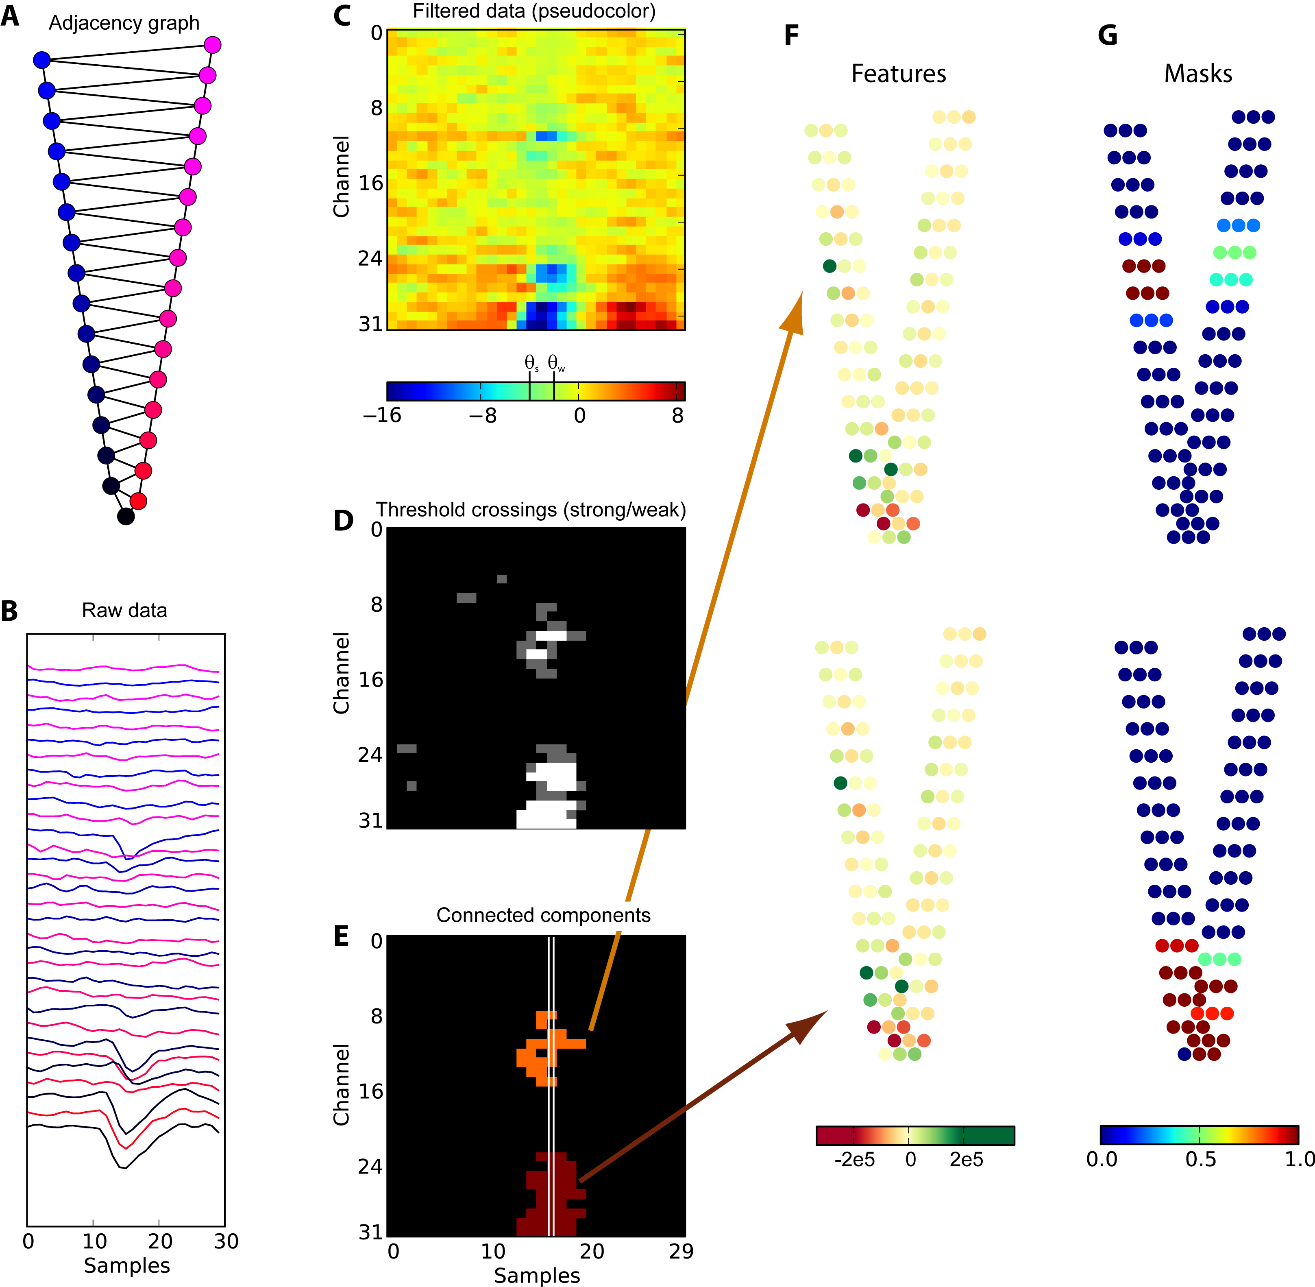 A
Adjacency graph
B
Raw data
0
10
20
30
Samples
C
Filtered data (pseudocolor)
Channel
0
8
16
24
31
θs θw
−16
−8
0
8
D
Threshold crossings (strong/weak)
Channel
0
8
16
24
31
E
Connected components
Channel
0
8
16
24
31
0
10
20
29
Samples
F
Features
-2e5
0
2e5
G
Masks
0.0
0.5
1.0